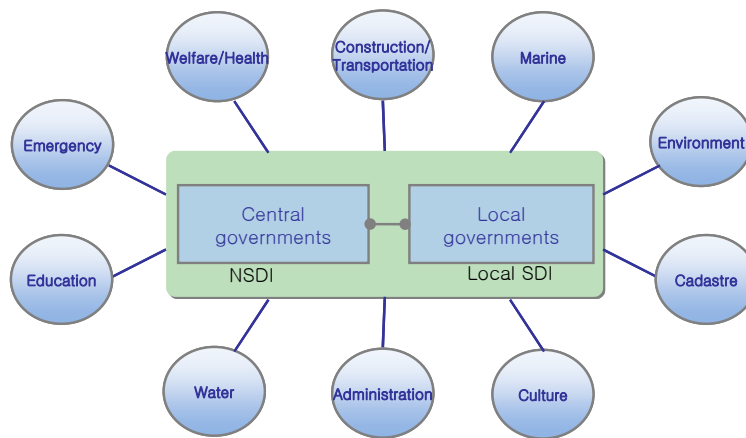 Welfare/Health
Construction/
Transportation
Marine
Emergency
Environment
Central
governments
Local
governments
NSDI
Local SDI
Education
Cadastre
Water
Administration
Culture